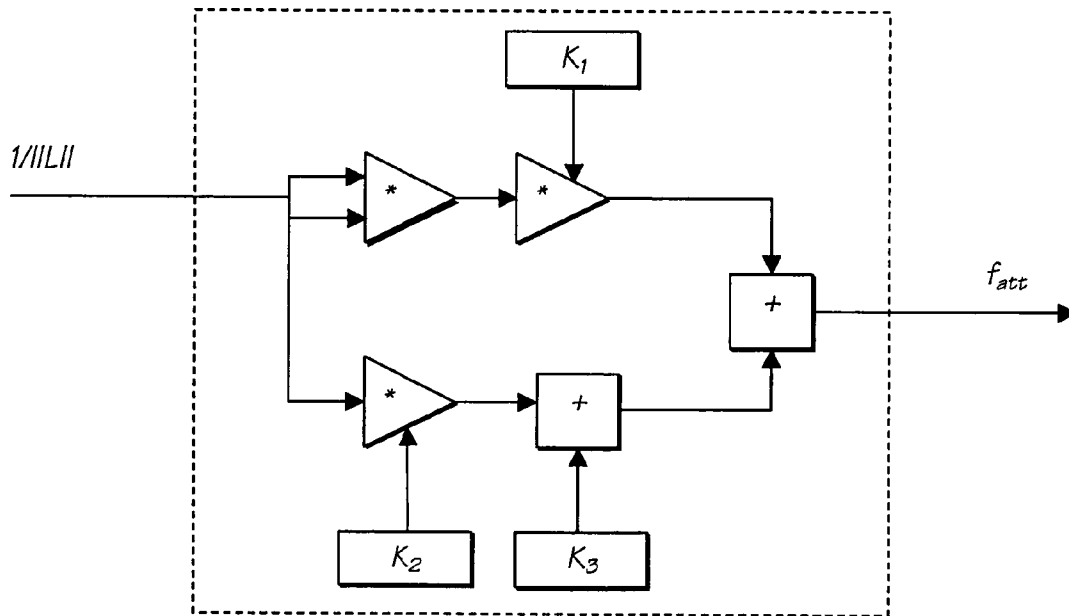 K₁
1/||L||
*
*
+
f_att
*
+
K₂
K₃